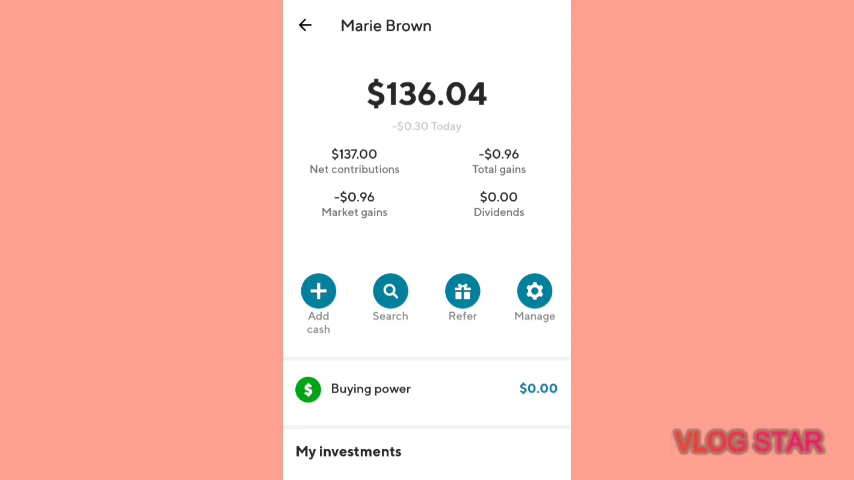 Marie Brown
$136.04
-$0.30 Today
$137.00
Net contributions
-$0.96
Total gains
-$0.96
Market gains
$0.00
Dividends
Add
cash
Search
Refer
Manage
$
Buying power
$0.00
My investments
VLOG STAR